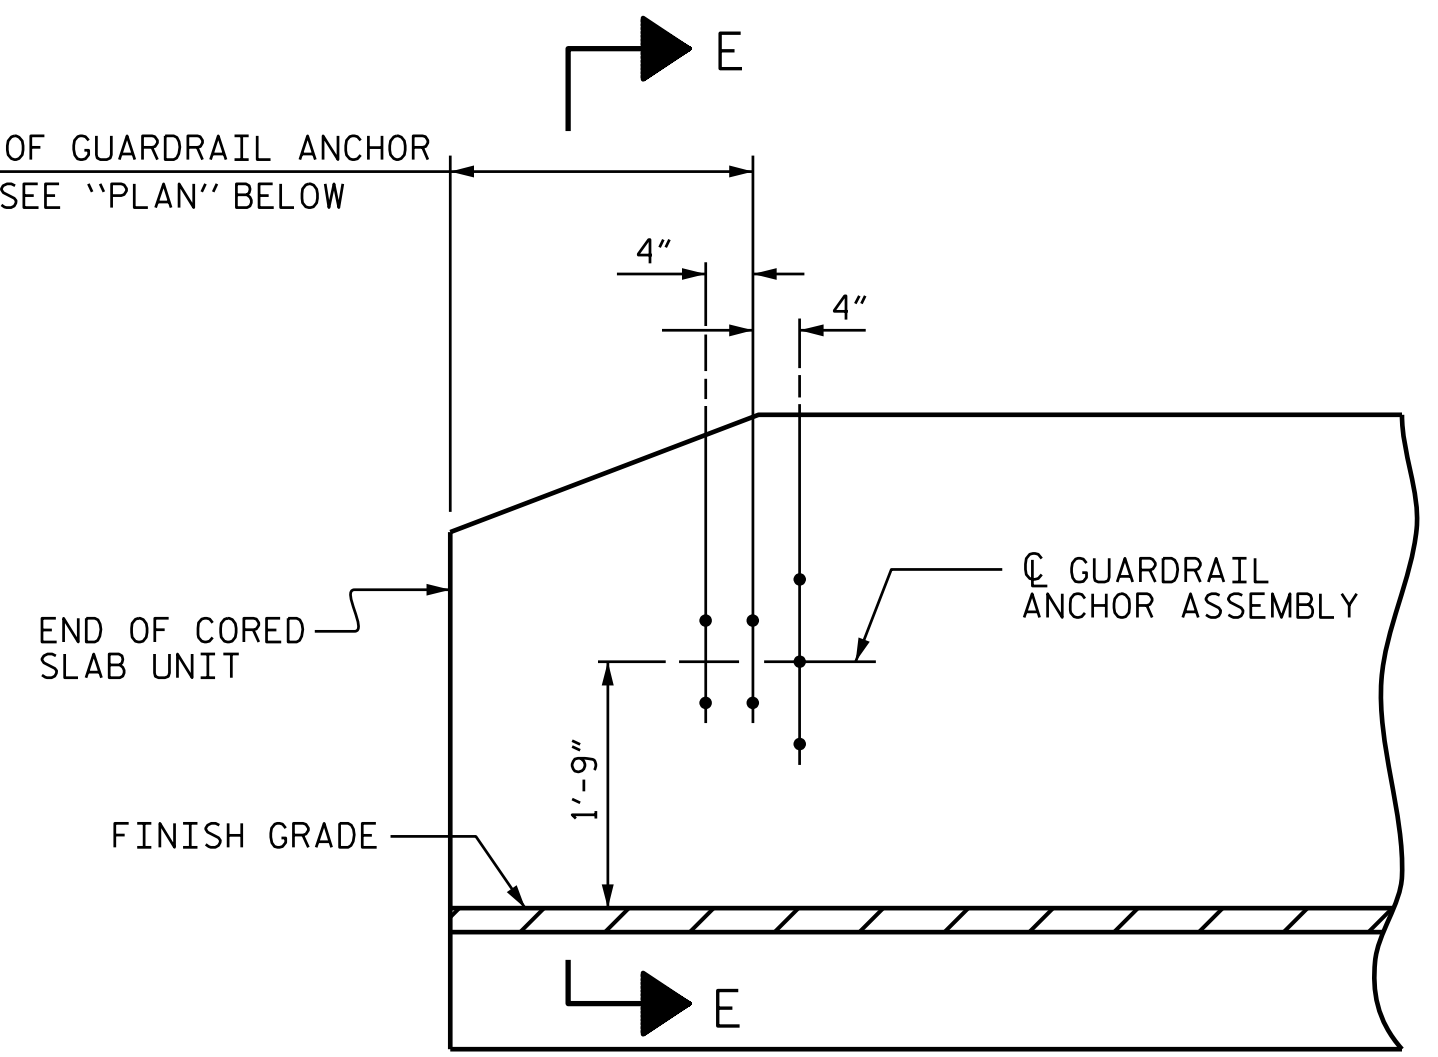 E
OF GUARDRAIL ANCHOR
SEE "PLAN" BELOW
4"
4"
℄ GUARDRAIL
ANCHOR ASSEMBLY
END OF CORED
SLAB UNIT
1'-9"
FINISH GRADE
E